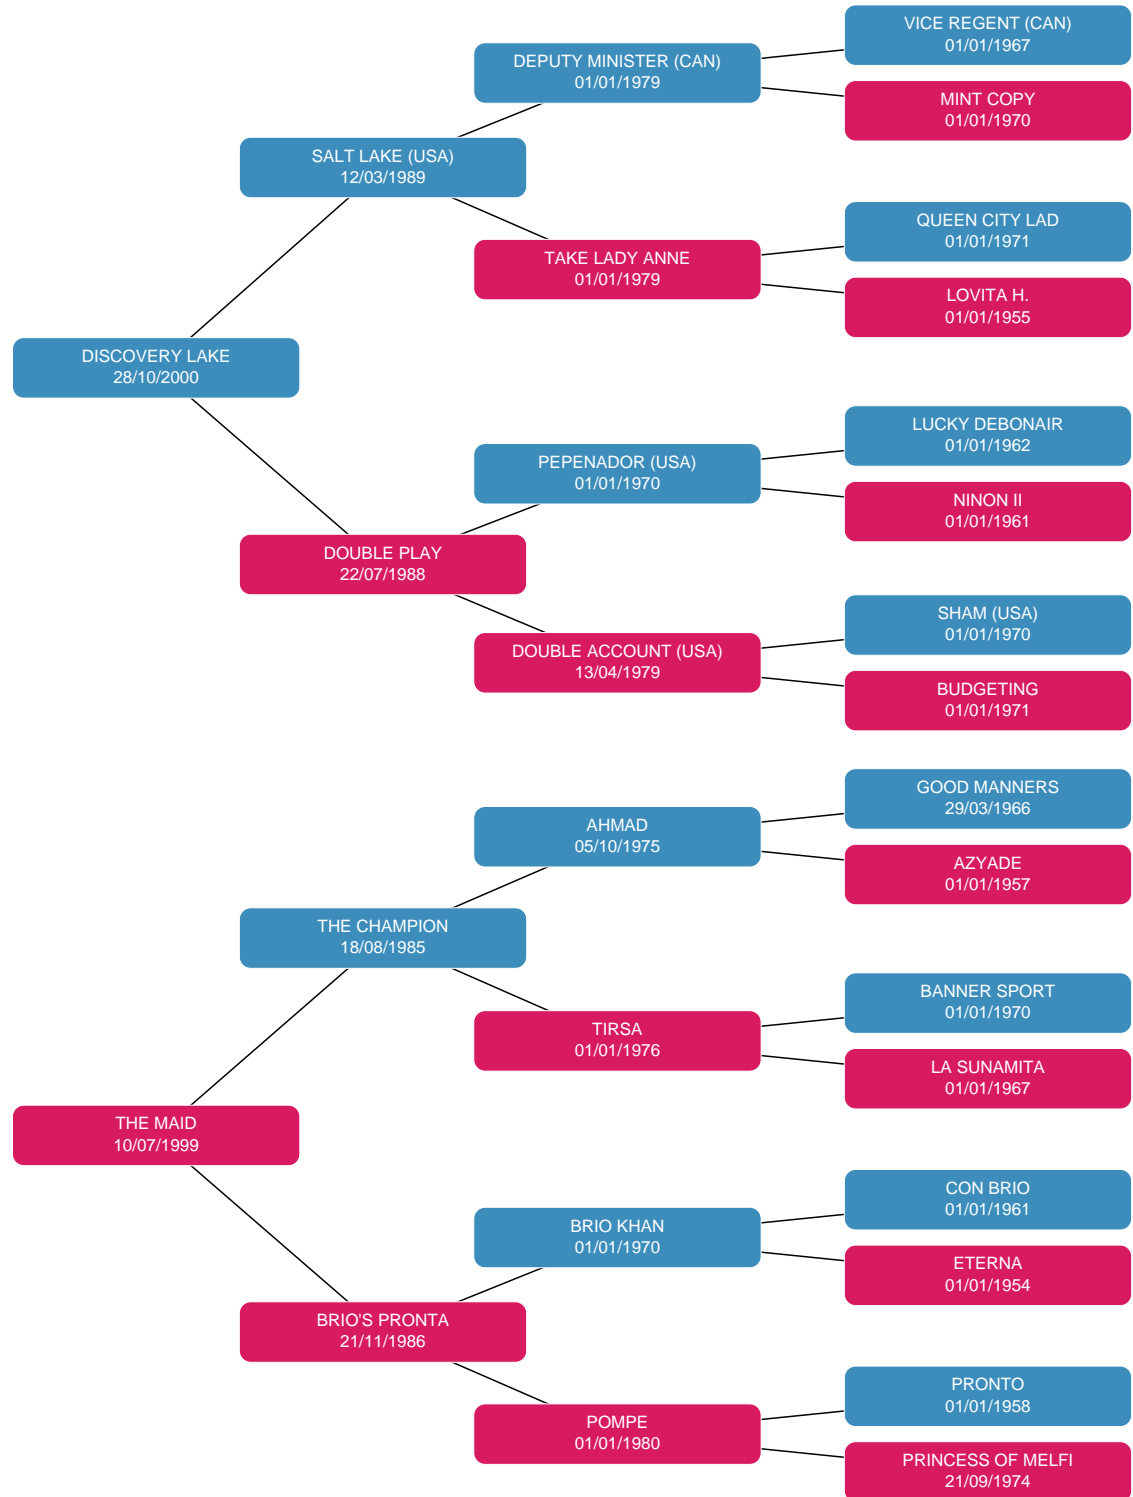 VICE REGENT (CAN)
01/01/1967
DEPUTY MINISTER (CAN)
01/01/1979
MINT COPY
01/01/1970
SALT LAKE (USA)
12/03/1989
QUEEN CITY LAD
01/01/1971
TAKE LADY ANNE
01/01/1979
LOVITA H.
01/01/1955
DISCOVERY LAKE
28/10/2000
LUCKY DEBONAIR
01/01/1962
PEPENADOR (USA)
01/01/1970
NINON II
01/01/1961
DOUBLE PLAY
22/07/1988
SHAM (USA)
01/01/1970
DOUBLE ACCOUNT (USA)
13/04/1979
BUDGETING
01/01/1971
GOOD MANNERS
29/03/1966
AHMAD
05/10/1975
AZYADE
01/01/1957
THE CHAMPION
18/08/1985
BANNER SPORT
01/01/1970
TIRSA
01/01/1976
LA SUNAMITA
01/01/1967
THE MAID
10/07/1999
CON BRIO
01/01/1961
BRIO KHAN
01/01/1970
ETERNA
01/01/1954
BRIO'S PRONTA
21/11/1986
PRONTO
01/01/1958
POMPE
01/01/1980
PRINCESS OF MELFI
21/09/1974